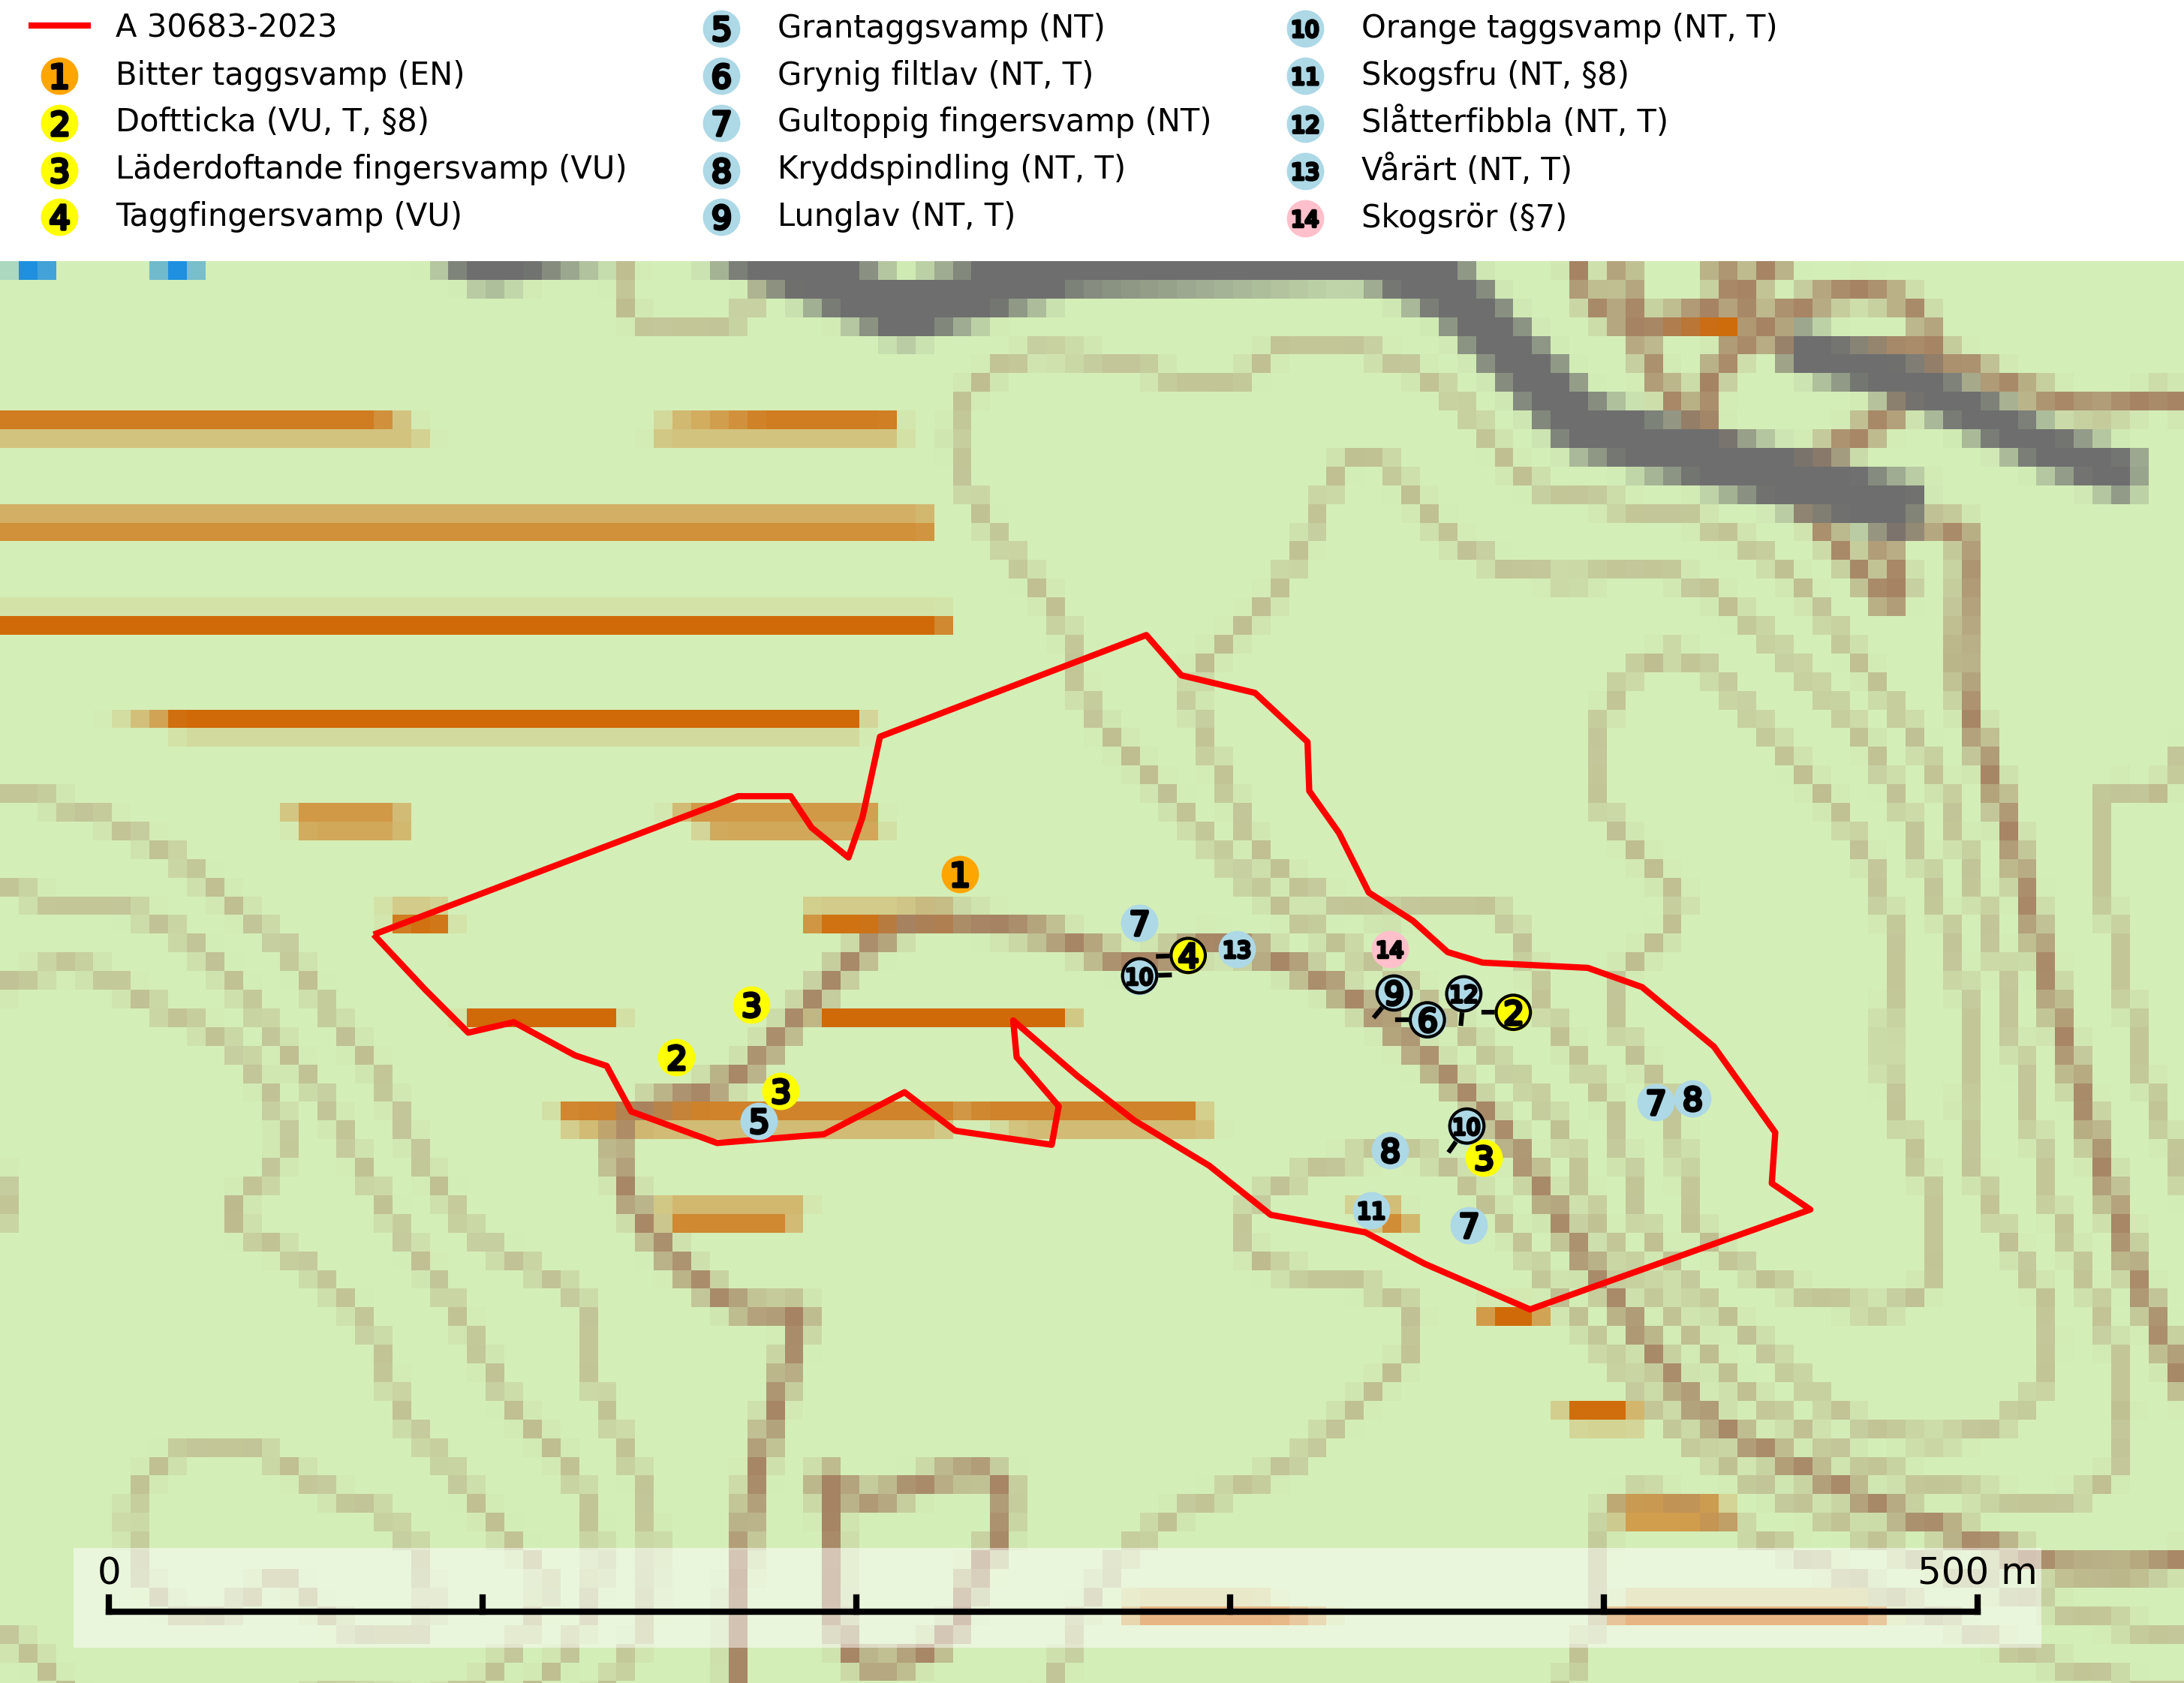 A 30683-2023
1 Bitter taggsvamp (EN)
2 Doftticka (VU, T, §8)
3 Läderdoftande fingersvamp (VU)
4 Taggfingersvamp (VU)
5 Grantaggsvamp (NT)
6 Grynig filtlav (NT, T)
7 Gultoppig fingersvamp (NT)
8 Kryddspindling (NT, T)
9 Lunglav (NT, T)
10 Orange taggsvamp (NT, T)
11 Skogsfru (NT, §8)
12 Slåtterfibbla (NT, T)
13 Vårärt (NT, T)
14 Skogsrör (§7)
1
7
4
13
14
10
3
9
6
12
2
2
3
5
7
8
10
8
3
11
7
0
500 m